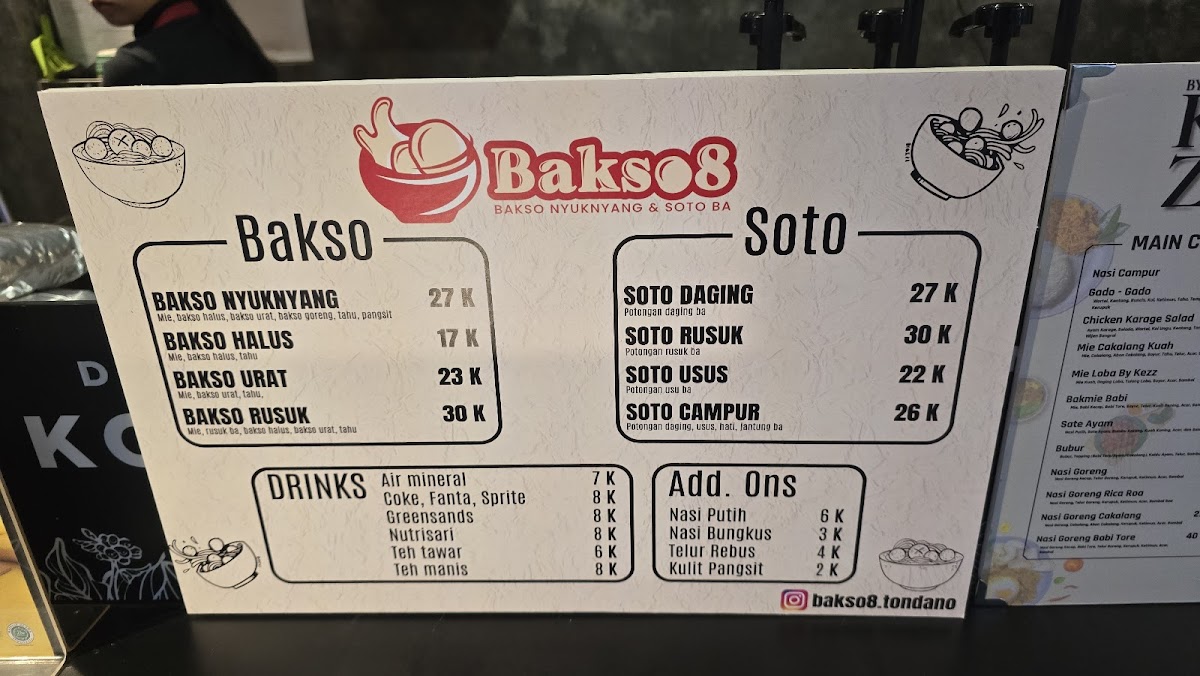 Bakso8
BAKSO NYUKNYANG & SOTO BA
Bakso
BAKSO NYUKNYANG 27 K
Mie, bakso halus, bakso urat, bakso goreng, tahu, pangsit
BAKSO HALUS 17 K
Mie, bakso halus, tahu
BAKSO URAT 23 K
Mie, bakso urat, tahu,
BAKSO RUSUK 30 K
Mie, rusuk ba, bakso halus, bakso urat, tahu
Soto
SOTO DAGING 27 K
Potongan daging ba
SOTO RUSUK 30 K
Potongan rusuk ba
SOTO USUS 22 K
Potongan usu ba
SOTO CAMPUR 26 K
Potongan daging, usus, hati, jantung ba
DRINKS
Air mineral 7 K
Coke, Fanta, Sprite 8 K
Greensands 8 K
Nutrisari 8 K
Teh tawar 6 K
Teh manis 8 K
Add. Ons
Nasi Putih 6 K
Nasi Bungkus 3 K
Telur Rebus 4 K
Kulit Pangsit 2 K
bakso8.tondano
D
KO
BY
K
Z
MAIN C
Nasi Campur
Gado - Gado
Chicken Karage Salad
Mie Cakalang Kuah
Mie Loba By Kezz
Bakmie Babi
Sate Ayam
Bubur
Nasi Goreng
Nasi Goreng Rica Roa
Nasi Goreng Cakalang 2
Nasi Goreng Babi Tore 40